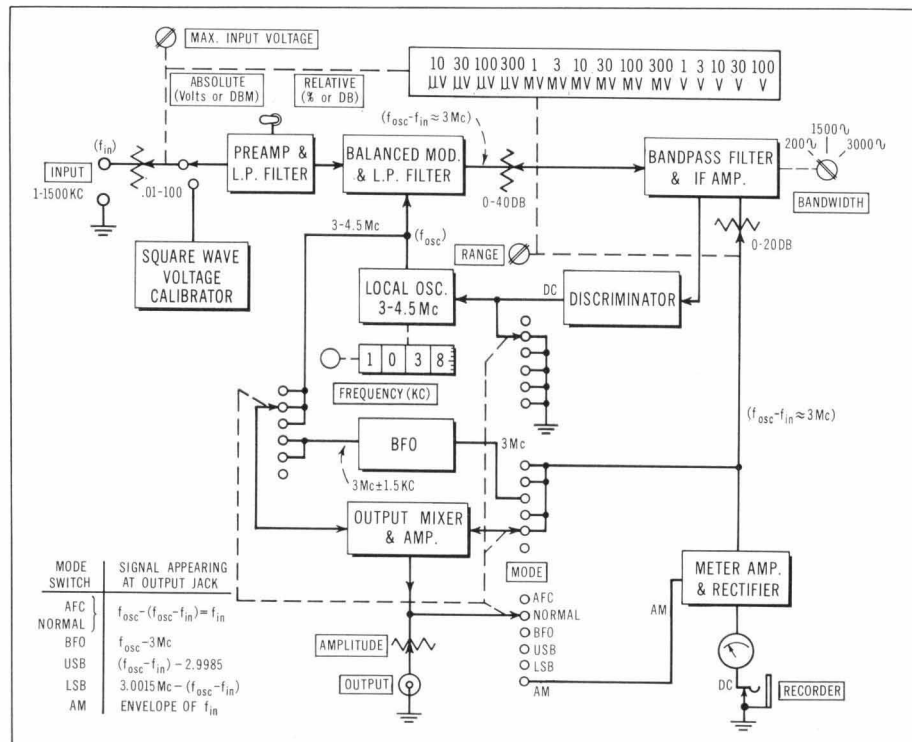 MAX. INPUT VOLTAGE
10 30 100 300 1 3 10 30 100 300 1 3 10 30 100
μV μV μV μV MV MV MV MV MV MV V V V V V
ABSOLUTE
(Volts or DBM)
RELATIVE
(% or DB)
(fosc-fin≈3Mc)
(fin)
INPUT
1-1500KC
.01-100
PREAMP &
L.P. FILTER
BALANCED MOD.
& L.P. FILTER
0-40DB
BANDPASS FILTER
& IF AMP.
200~
1500~
3000~
BANDWIDTH
0-20DB
3-4.5Mc
(fosc)
SQUARE WAVE
VOLTAGE
CALIBRATOR
RANGE
LOCAL OSC.
3-4.5Mc
DC
DISCRIMINATOR
1 0 3 8
FREQUENCY (KC)
(fosc-fin≈3Mc)
BFO
3Mc
3Mc±1.5KC
OUTPUT MIXER
& AMP.
MODE
METER AMP.
& RECTIFIER
AM
AFC
NORMAL
BFO
USB
LSB
AM
AMPLITUDE
OUTPUT
DC
RECORDER
MODE
SWITCH
SIGNAL APPEARING
AT OUTPUT JACK
AFC
NORMAL
fosc-(fosc-fin)=fin
BFO fosc-3Mc
USB (fosc-fin)-2.9985
LSB 3.0015Mc-(fosc-fin)
AM ENVELOPE OF fin